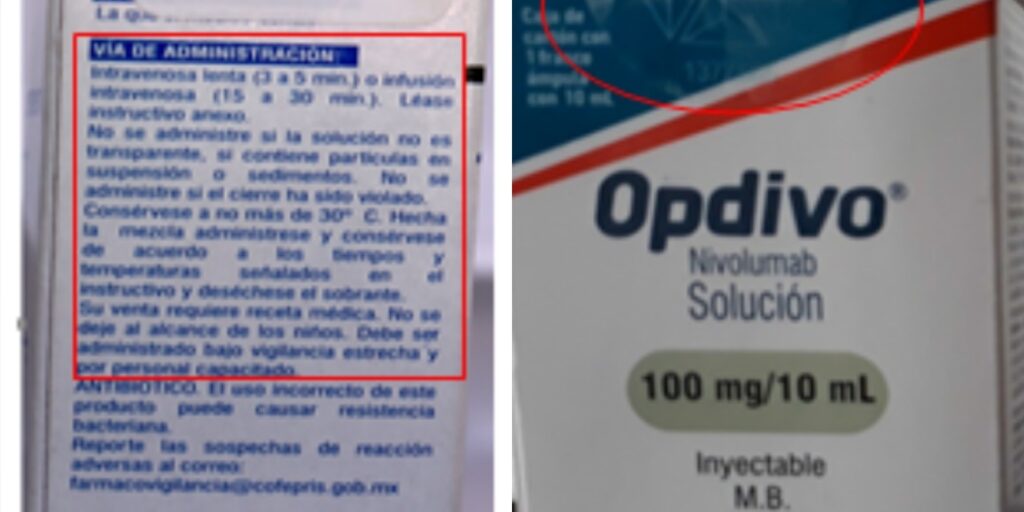 La que
VÍA DE ADMINISTRACIÓN:
Intravenosa lenta (3 a 5 min.) o infusión
intravenosa (15 a 30 min.). Léase
instructivo anexo.
No se administre si la solución no es
transparente, si contiene partículas en
suspensión o sedimentos. No se
administre si el cierre ha sido violado.
Consérvese a no más de 30° C. Hecha
la mezcla adminístrese y consérvese
de acuerdo a los tiempos y
temperaturas señalados en el
instructivo y deséchese el sobrante.
Su venta requiere receta médica. No se
deje al alcance de los niños. Debe ser
administrado bajo vigilancia estrecha y
por personal capacitado.
ANTIBIÓTICO. El uso incorrecto de este
producto puede causar resistencia
bacteriana.
Reporte las sospechas de reacción
adversas al correo:
farmacovigilancia@cofepris.gob.mx
Caja de
cartón con
1 frasco
ámpula
con 10 mL
Opdivo®
Nivolumab
Solución
100 mg/10 mL
Inyectable
M.B.